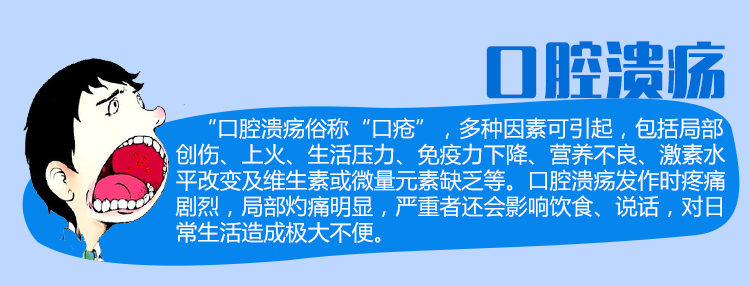 口腔溃疡
“口腔溃疡俗称“口疮”，多种因素可引起，包括局部
创伤、上火、生活压力、免疫力下降、营养不良、激素水
平改变及维生素或微量元素缺乏等。口腔溃疡发作时疼痛
剧烈，局部灼痛明显，严重者还会影响饮食、说话，对日
常生活造成极大不便。